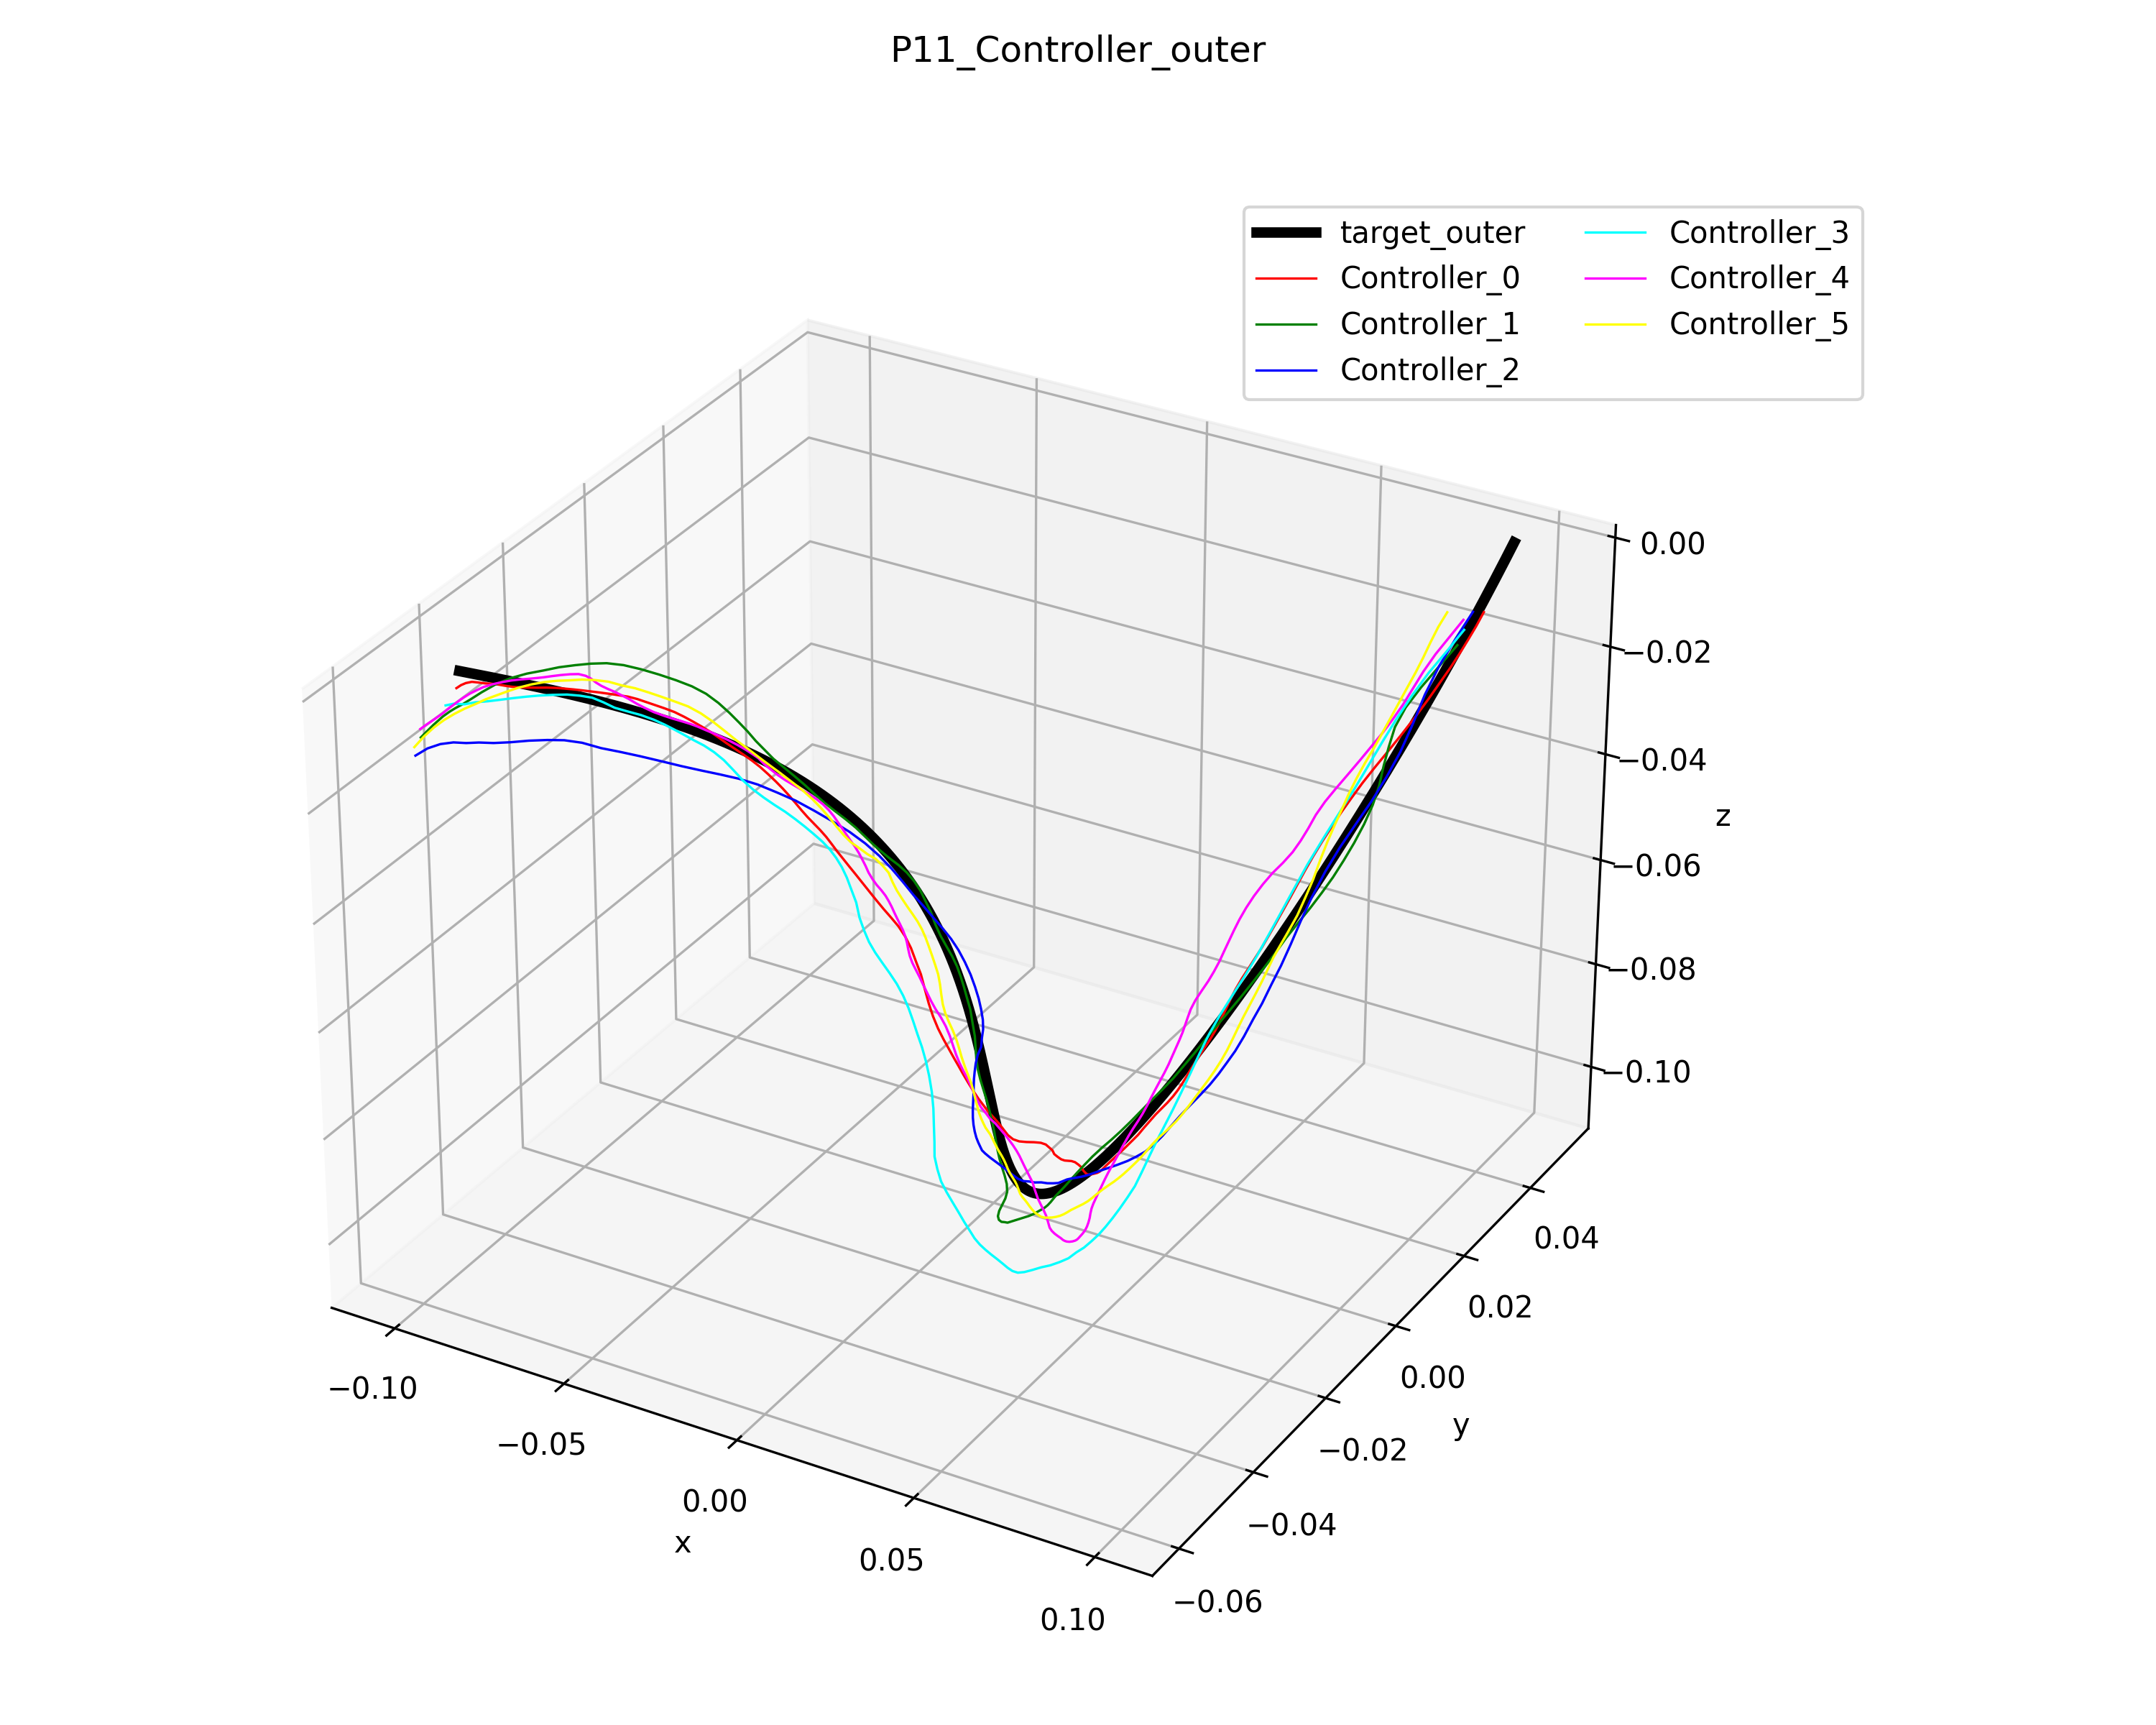 P11_Controller_outer
target_outer
Controller_0
Controller_1
Controller_2
Controller_3
Controller_4
Controller_5
0.00
−0.02
−0.04
−0.06
−0.08
−0.10
z
0.04
0.02
0.00
−0.02
−0.04
−0.06
y
−0.10
−0.05
0.00
0.05
0.10
x